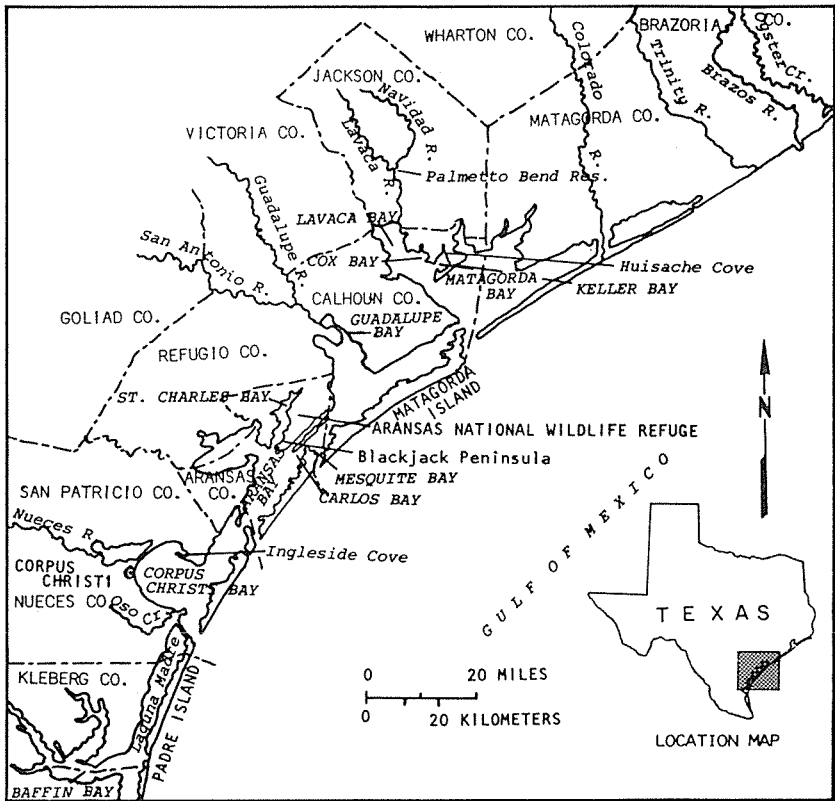 WHARTON CO.
BRAZORIA
CO.
Oyster Cr.
Colorado
R.
Trinity R.
Brazos R.
JACKSON CO.
Navidad R.
MATAGORDA CO.
VICTORIA CO.
Lavaca R.
Palmetto Bend Res.
Guadalupe R.
LAVACA BAY
San Antonio R.
COX BAY
Huisache Cove
MATAGORDA
BAY
KELLER BAY
CALHOUN CO.
GUADALUPE
BAY
GOLIAD CO.
REFUGIO CO.
MATAGORDA
ISLAND
N
ST. CHARLES BAY
ARANSAS NATIONAL WILDLIFE REFUGE
Blackjack Peninsula
ARANSAS
CO.
ARANSAS
BAY
MESQUITE BAY
CARLOS BAY
SAN PATRICIO CO.
GULF OF MEXICO
Nueces R.
Ingleside Cove
CORPUS
CHRISTI
CORPUS
CHRISTI BAY
NUECES CO.
Oso Cr.
TEXAS
KLEBERG CO.
Laguna Madre
PADRE ISLAND
0 20 MILES
0 20 KILOMETERS
LOCATION MAP
BAFFIN BAY